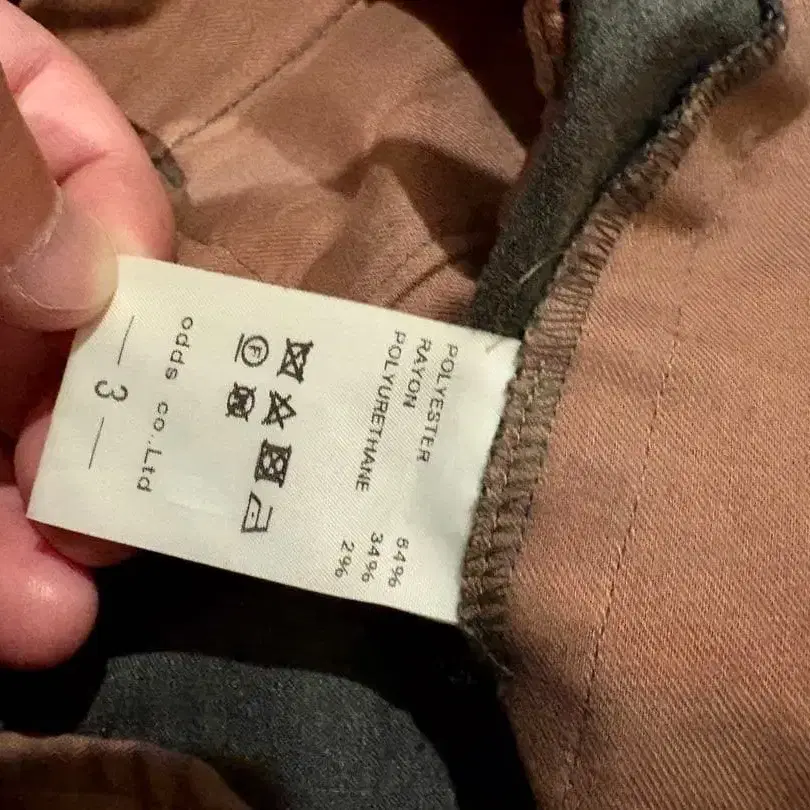 POLYESTER 64%
RAYON 34%
POLYURETHANE 2%
F
odds co.,Ltd
— 3 —